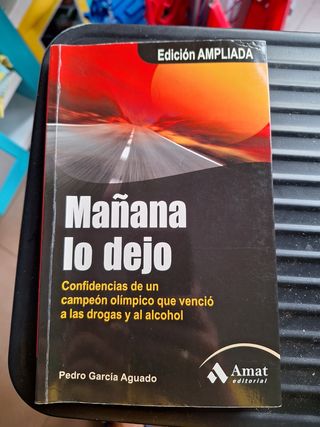 Edición AMPLIADA
Mañana
lo dejo
Confidencias de un
campeón olímpico que venció
a las drogas y al alcohol
Pedro García Aguado
Amat
editorial